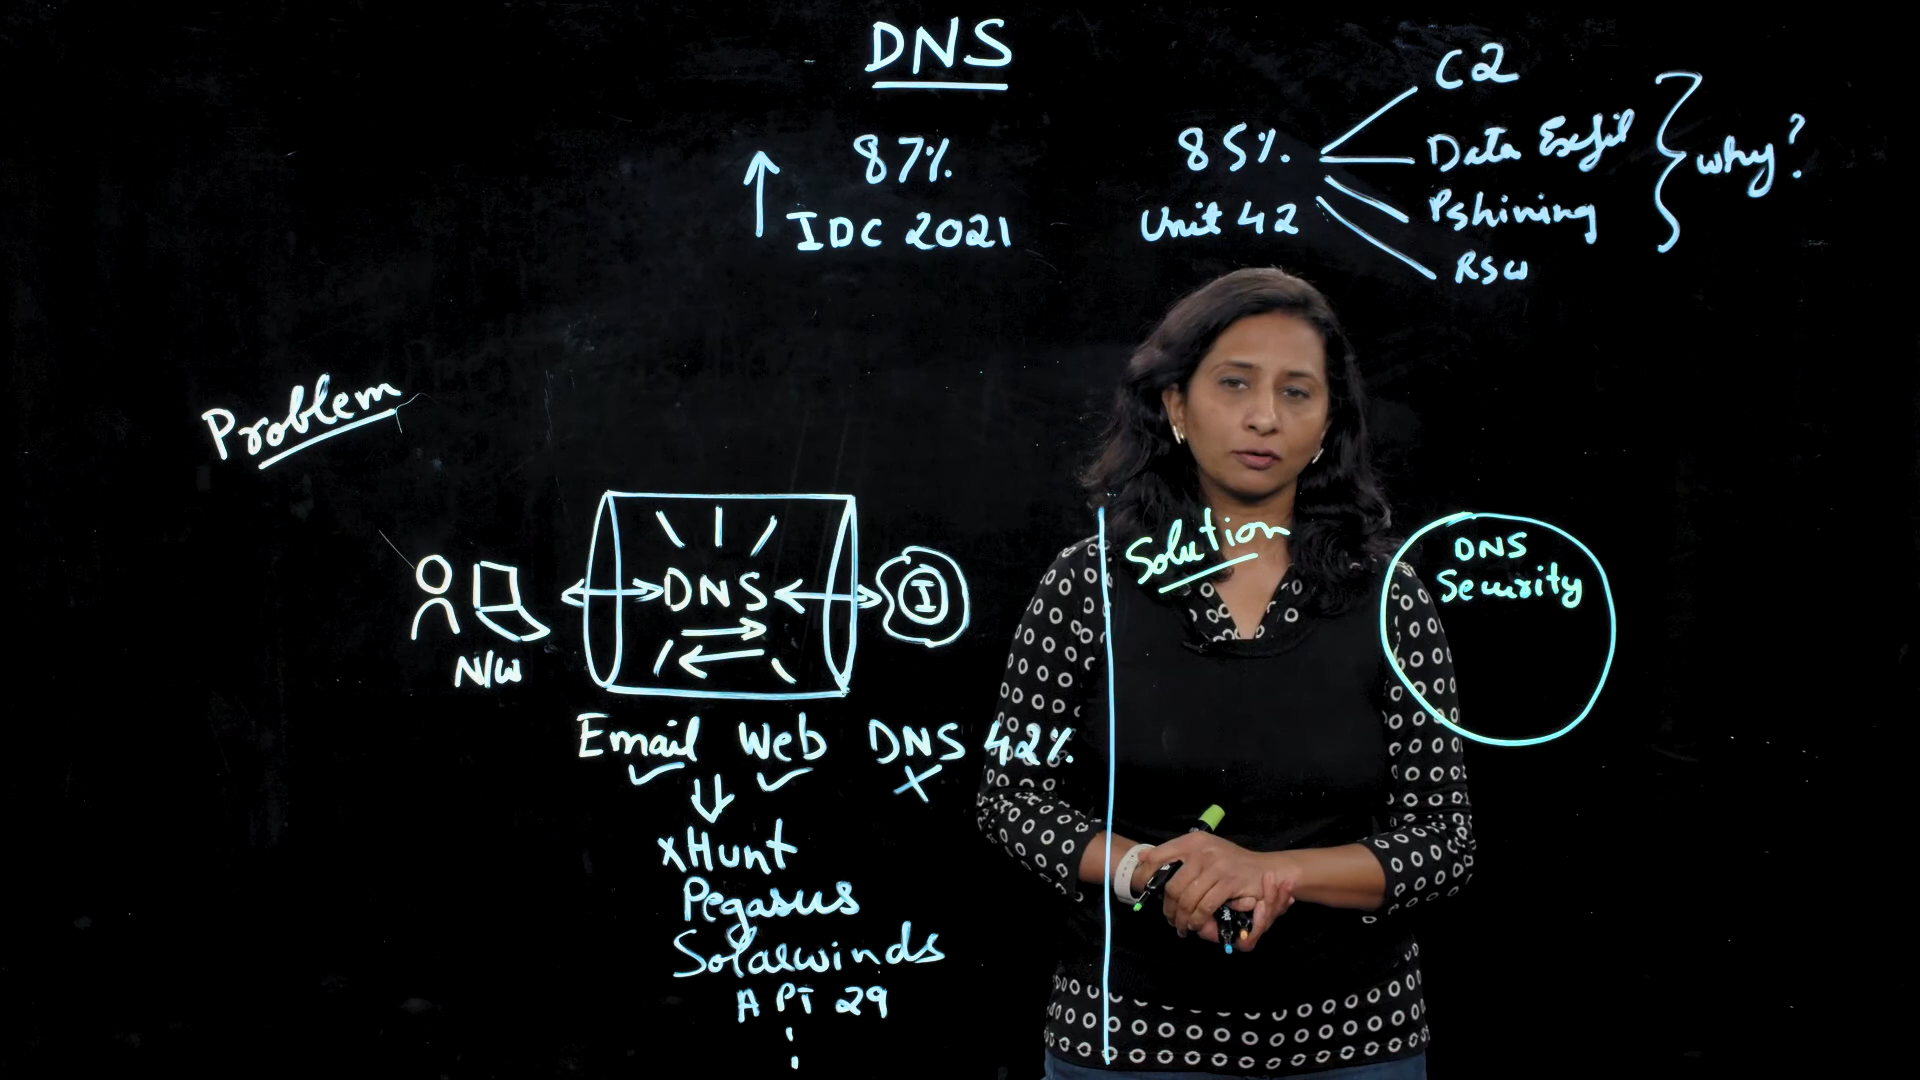 DNS
87%
IDC 2021
85%
Unit 42
C2
Data Exfil
Pshining
RSW
why?
Problem
DNS
I
N/W
Email Web DNS 42%
xHunt
Pegasus
Solarwinds
APT 29
Solution
DNS
Security